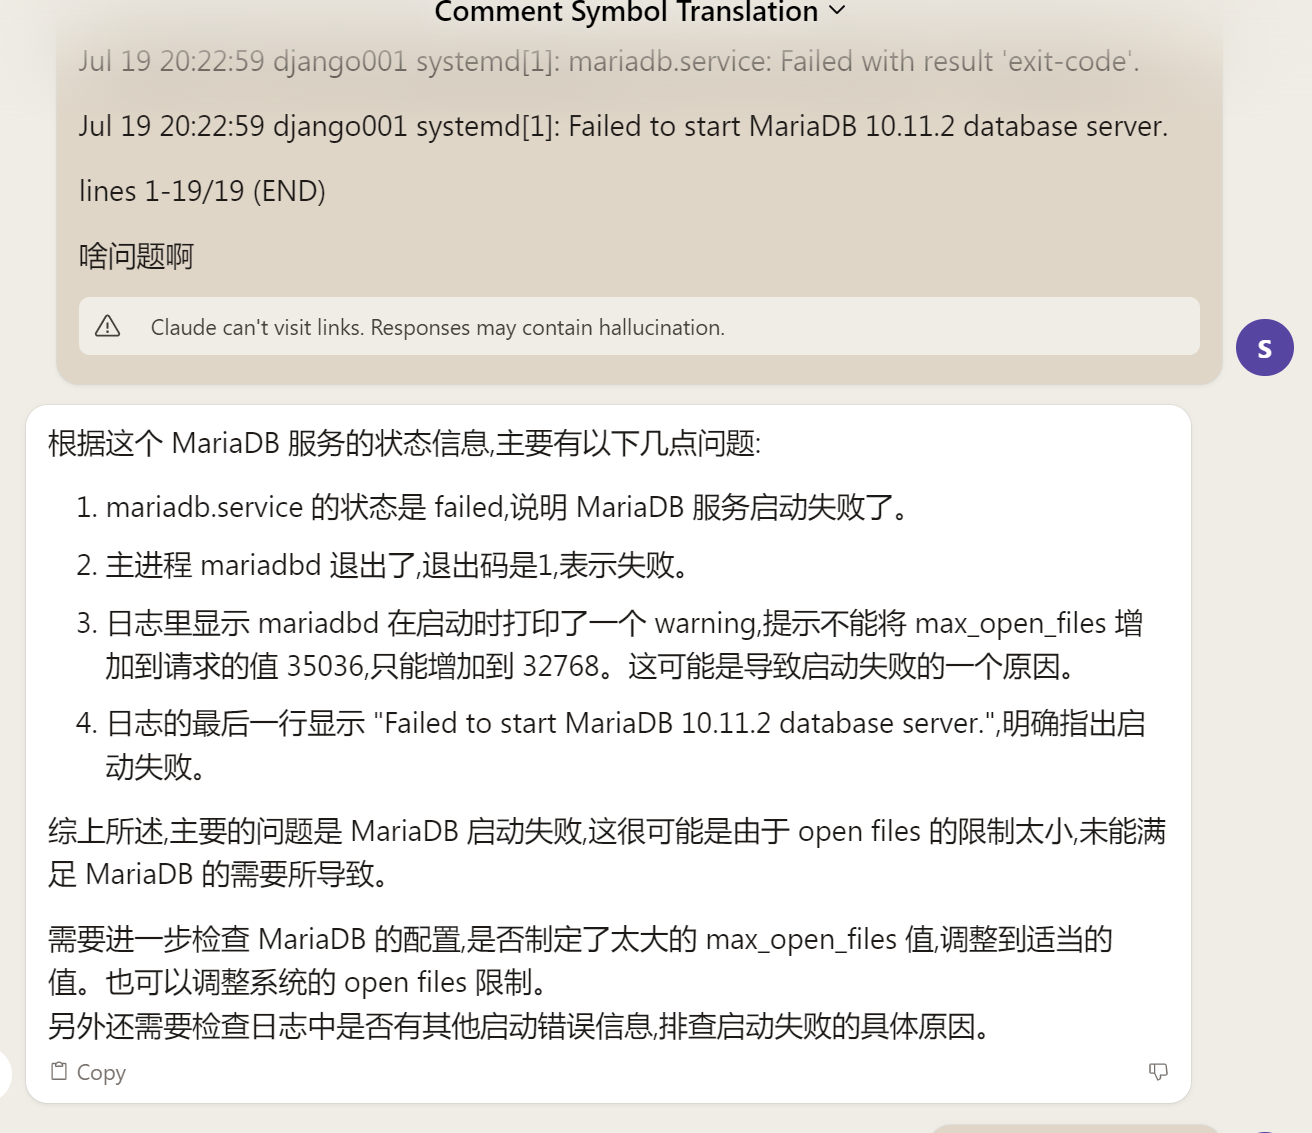 Comment Symbol Translation
Jul 19 20:22:59 django001 systemd[1]: mariadb.service: Failed with result 'exit-code'.
Jul 19 20:22:59 django001 systemd[1]: Failed to start MariaDB 10.11.2 database server.
lines 1-19/19 (END)
啥问题啊
Claude can't visit links. Responses may contain hallucination.
S
根据这个 MariaDB 服务的状态信息,主要有以下几点问题:
1. mariadb.service 的状态是 failed,说明 MariaDB 服务启动失败了。
2. 主进程 mariadbd 退出了,退出码是1,表示失败。
3. 日志里显示 mariadbd 在启动时打印了一个 warning,提示不能将 max_open_files 增
加到请求的值 35036,只能增加到 32768。这可能是导致启动失败的一个原因。
4. 日志的最后一行显示 "Failed to start MariaDB 10.11.2 database server.",明确指出启
动失败。
综上所述,主要的问题是 MariaDB 启动失败,这很可能是由于 open files 的限制太小,未能满
足 MariaDB 的需要所导致。
需要进一步检查 MariaDB 的配置,是否制定了太大的 max_open_files 值,调整到适当的
值。也可以调整系统的 open files 限制。
另外还需要检查日志中是否有其他启动错误信息,排查启动失败的具体原因。
Copy